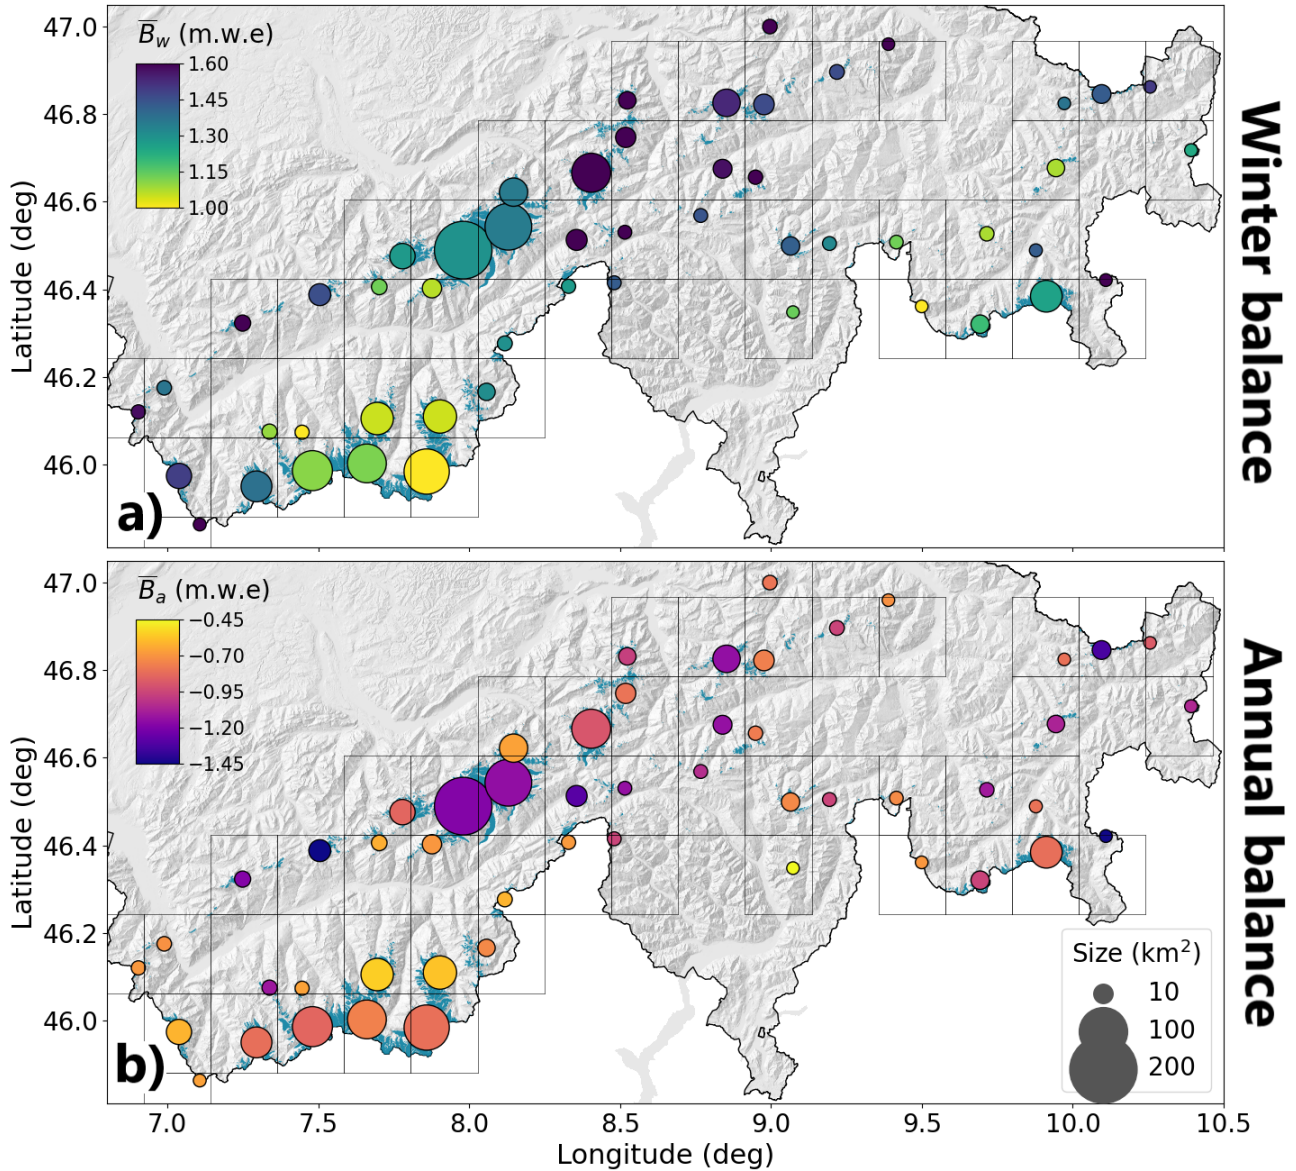 B̅w (m.w.e)
1.60
1.45
1.30
1.15
1.00
47.0
46.8
46.6
46.4
46.2
46.0
Latitude (deg)
a)
Winter balance
B̅a (m.w.e)
−0.45
−0.70
−0.95
−1.20
−1.45
47.0
46.8
46.6
46.4
46.2
46.0
Latitude (deg)
b)
Annual balance
Size (km²)
10
100
200
7.0 7.5 8.0 8.5 9.0 9.5 10.0 10.5
Longitude (deg)